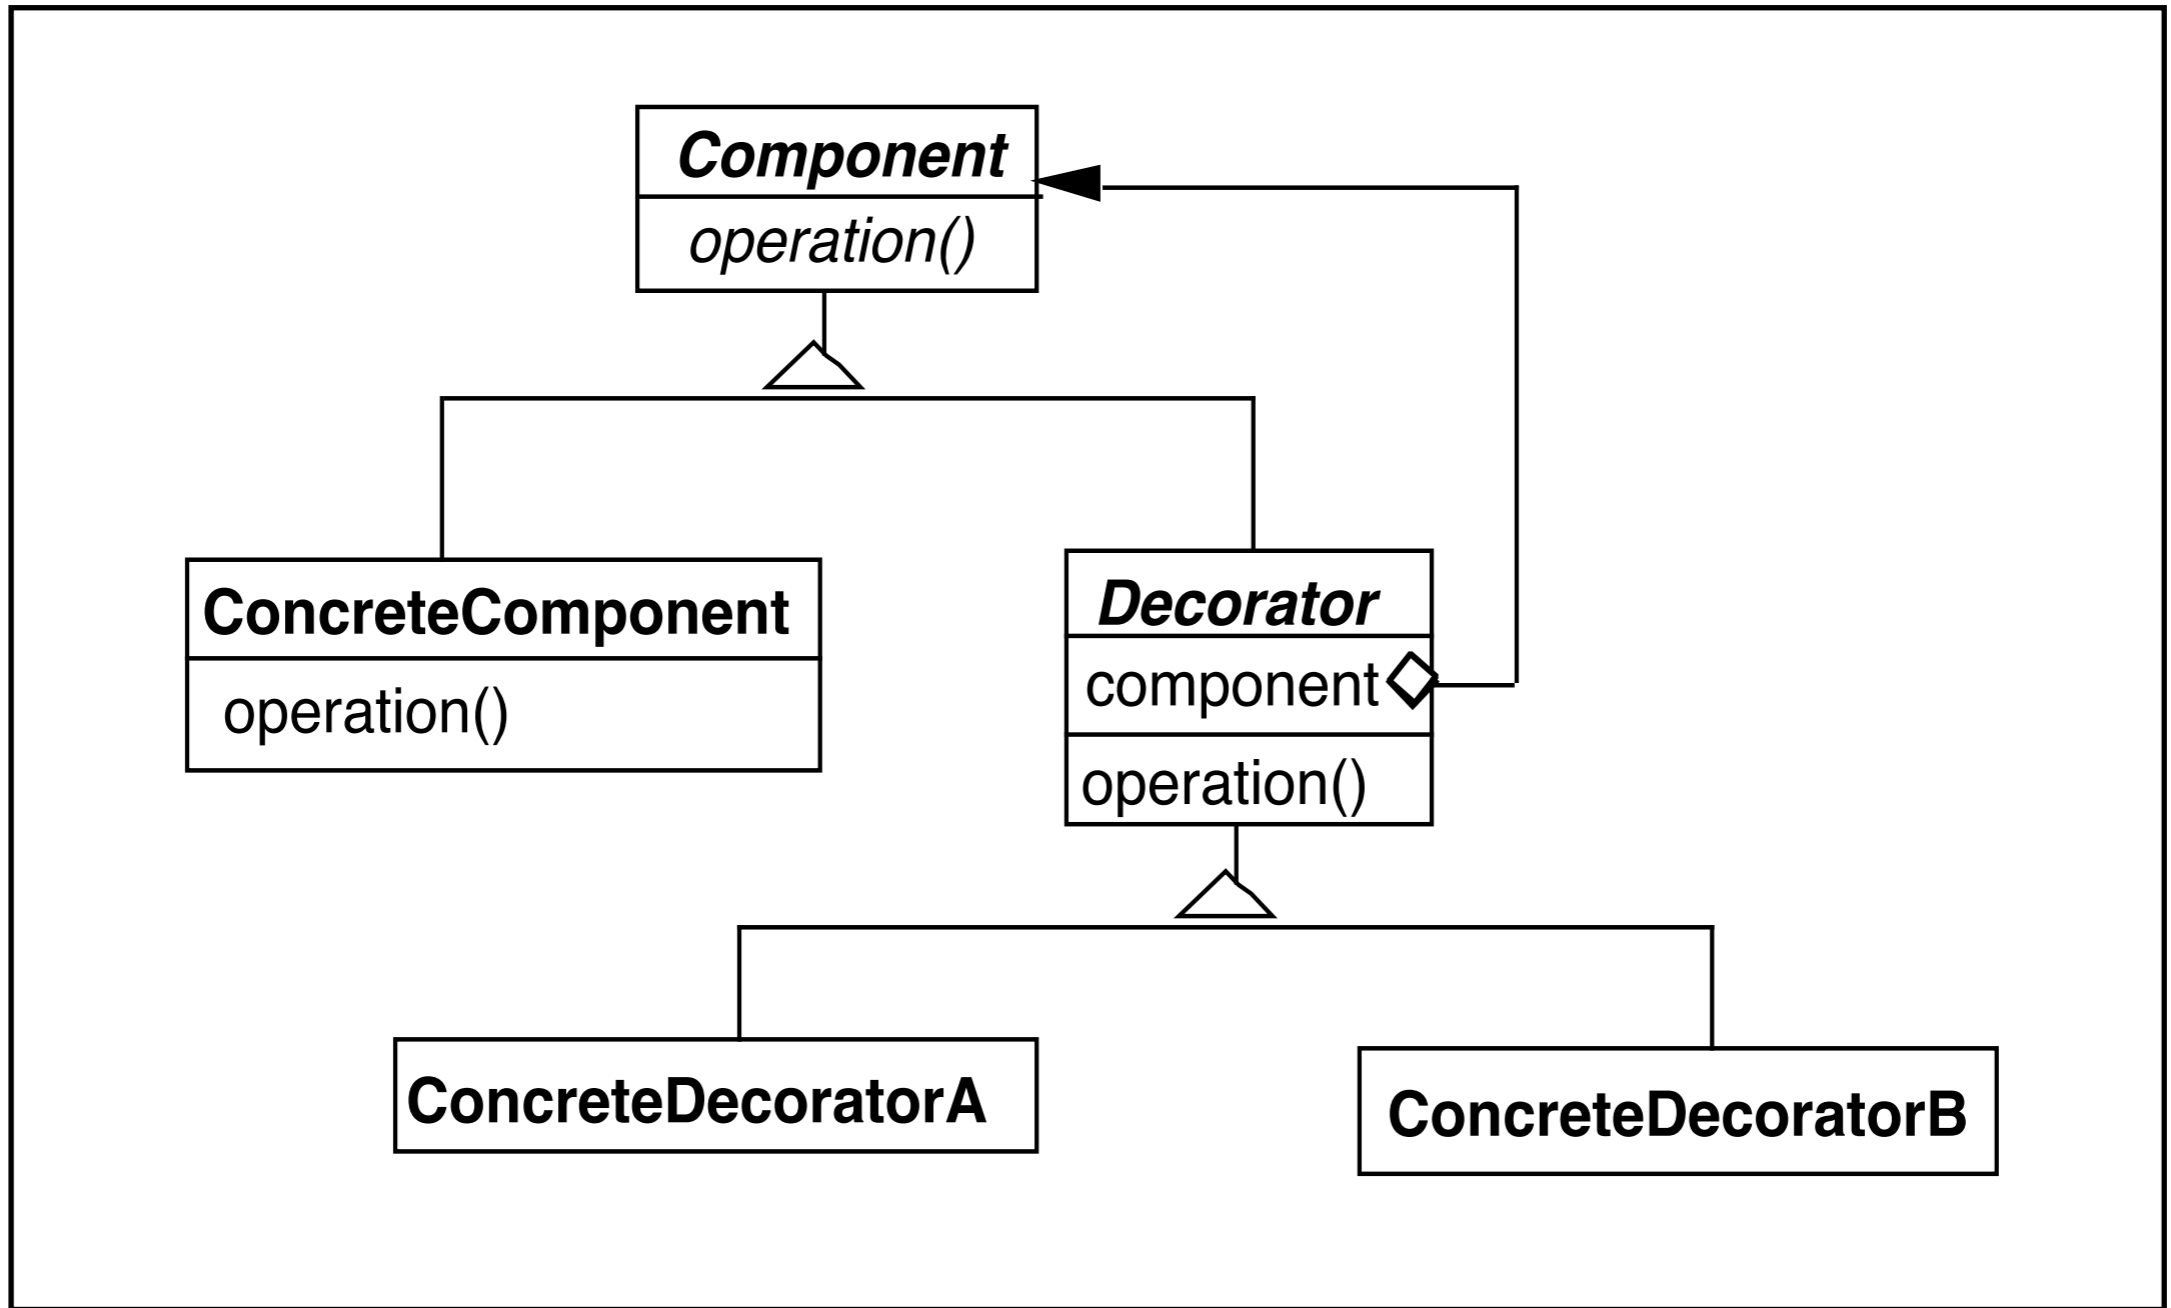 Component
operation()
ConcreteComponent
operation()
Decorator
component
operation()
ConcreteDecoratorA
ConcreteDecoratorB